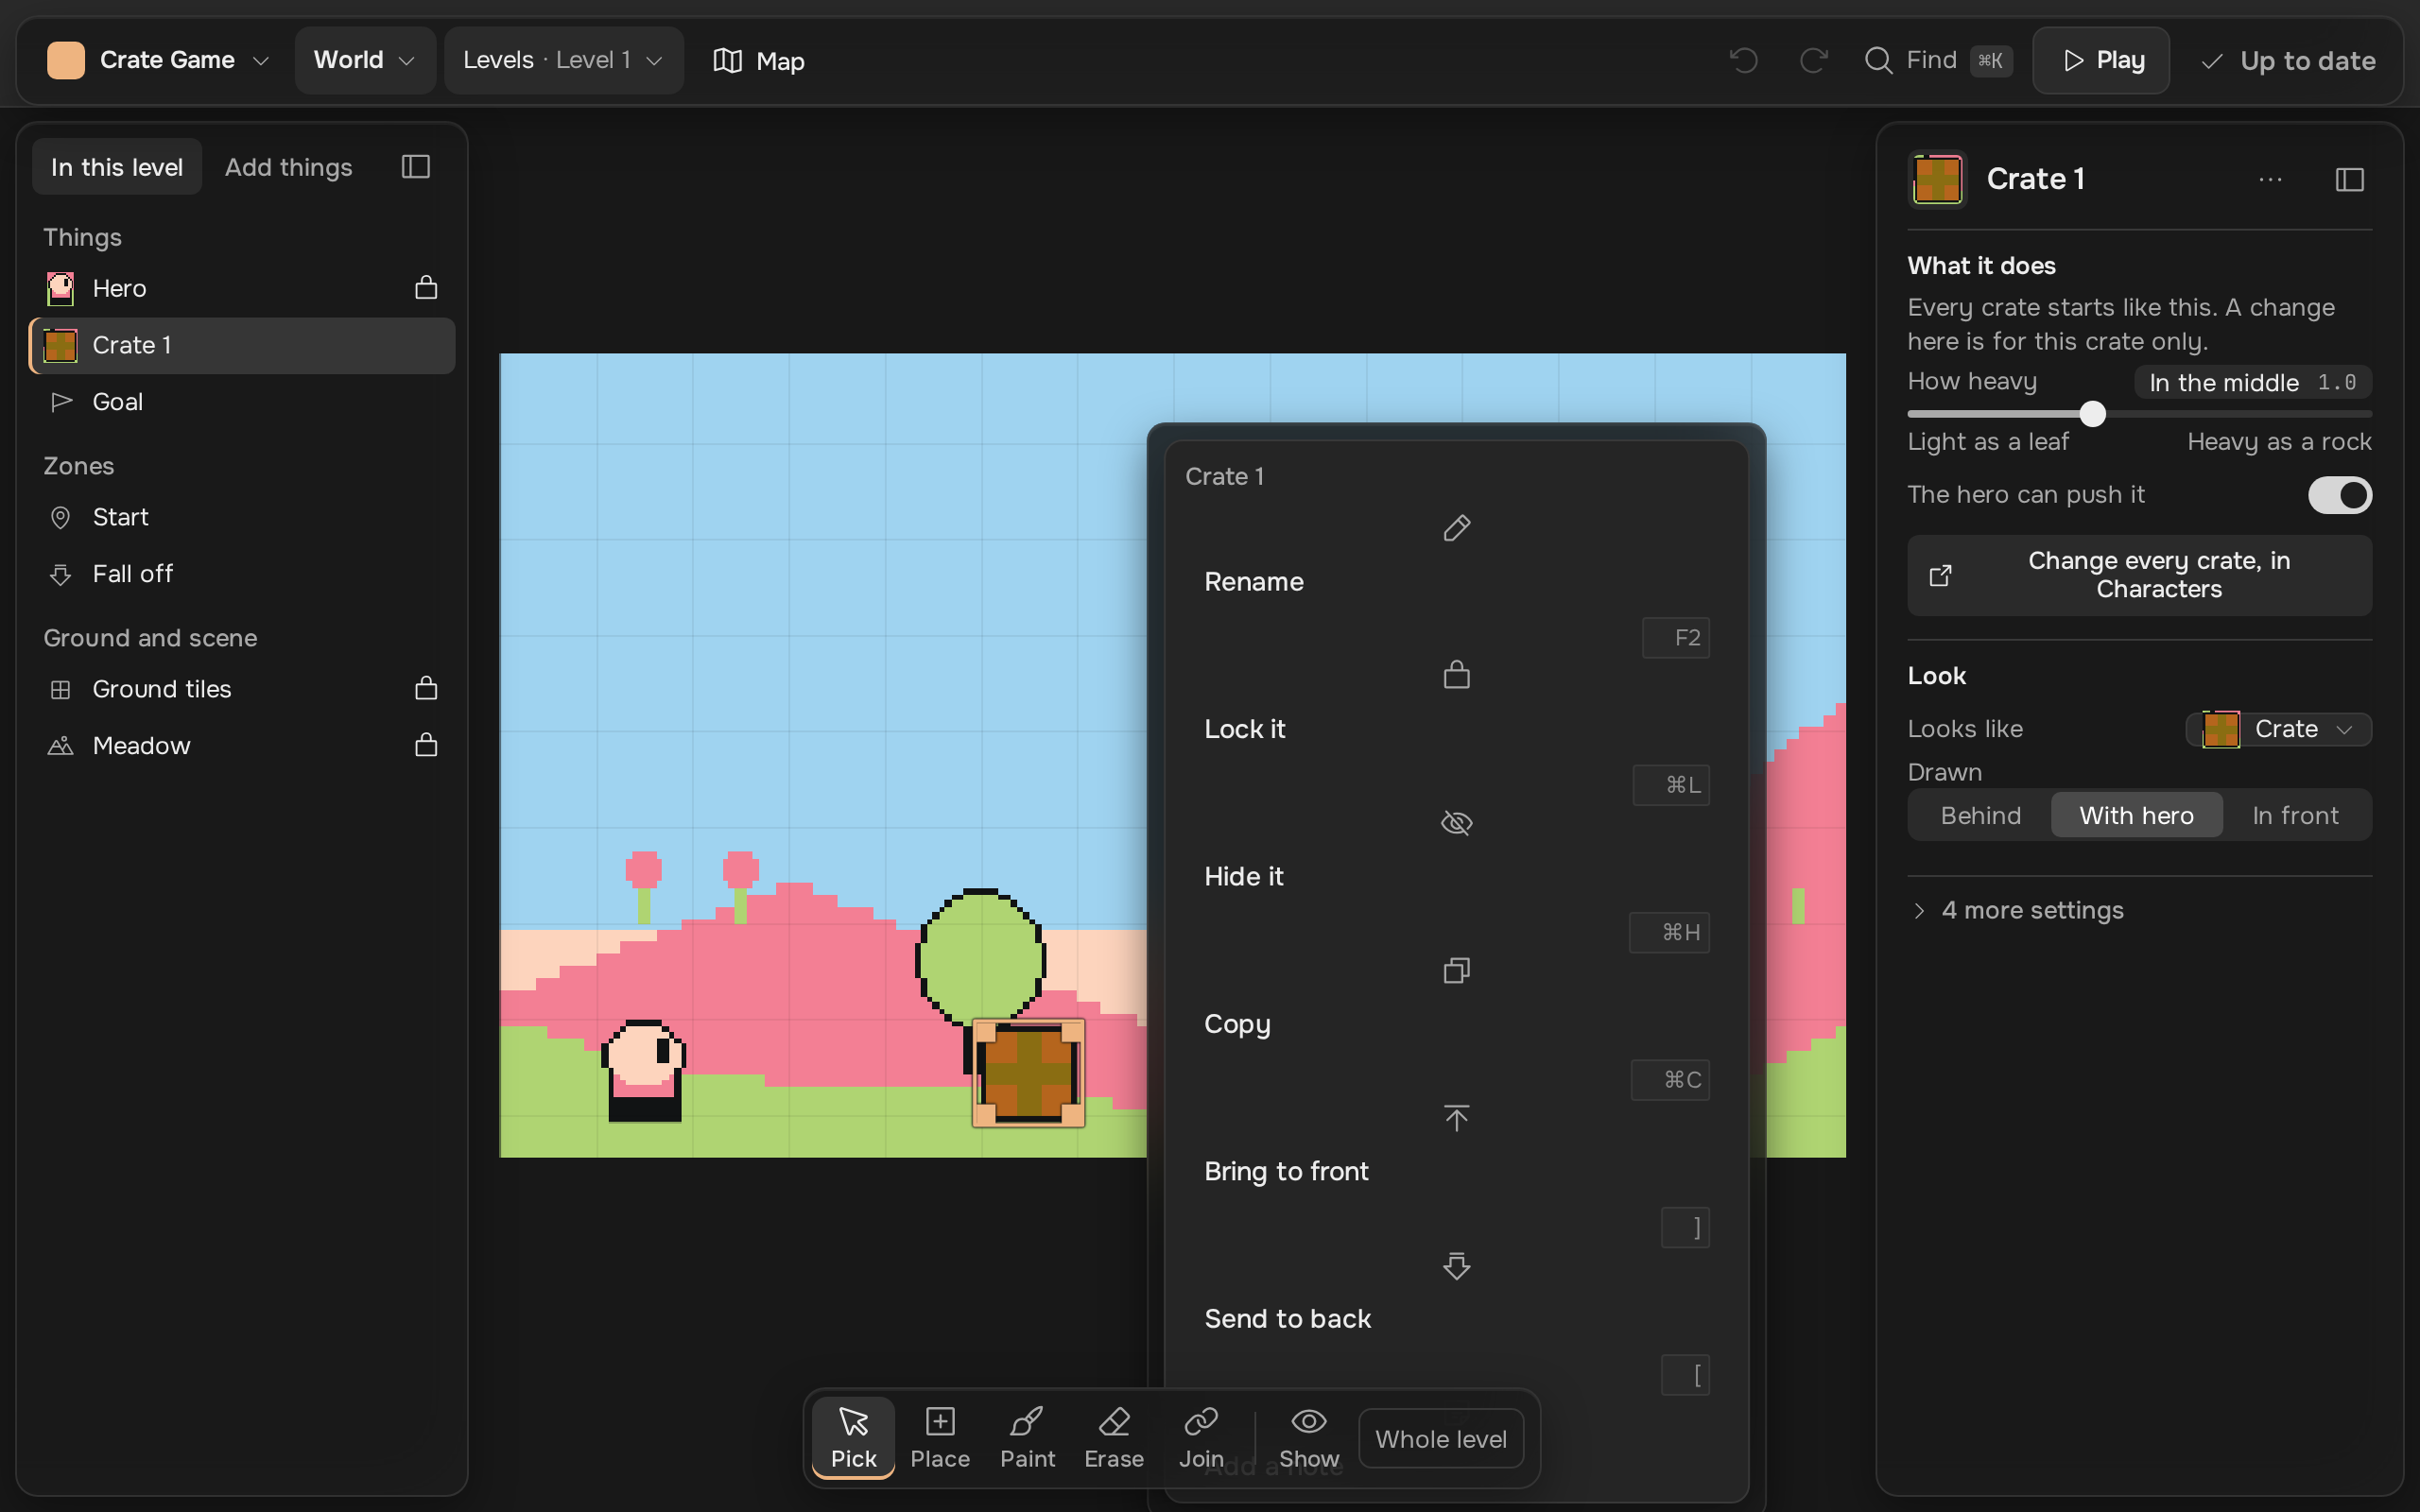 Crate Game
World
Levels · Level 1
Map
Find ⌘K
Play
Up to date
In this level
Add things
Things
Hero
Crate 1
Goal
Zones
Start
Fall off
Ground and scene
Ground tiles
Meadow
Crate 1
Rename
F2
Lock it
⌘L
Hide it
⌘H
Copy
⌘C
Bring to front
]
Send to back
[
Add a note
Pick
Place
Paint
Erase
Join
Show
Whole level
Crate 1
What it does
Every crate starts like this. A change
here is for this crate only.
How heavy
In the middle 1.0
Light as a leaf
Heavy as a rock
The hero can push it
Change every crate, in
Characters
Look
Looks like
Crate
Drawn
Behind
With hero
In front
4 more settings